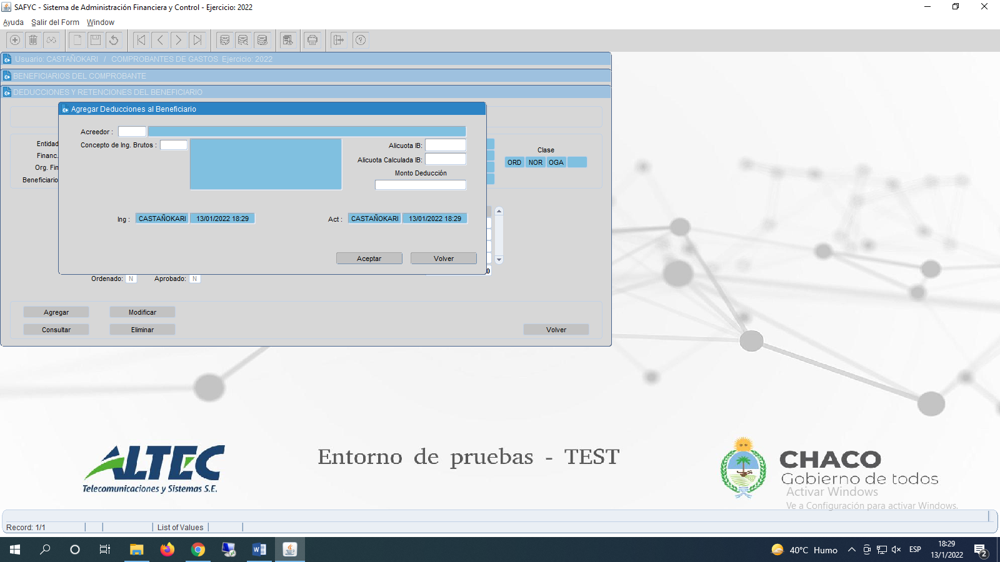 SAFYC - Sistema de Administración Financiera y Control - Ejercicio: 2022
Ayuda Salir del Form Window
Usuario: CASTAÑOKARI / COMPROBANTES DE GASTOS Ejercicio: 2022
BENEFICIARIOS DEL COMPROBANTE
DEDUCCIONES Y RETENCIONES DEL BENEFICIARIO
Agregar Deducciones al Beneficiario
Acreedor :
Concepto de Ing. Brutos :
Alicuota IB:
Alicuota Calculada IB:
Monto Deducción
Ing : CASTAÑOKARI 13/01/2022 18:29 Act : CASTAÑOKARI 13/01/2022 18:29
Aceptar Volver
Entidad
Financ.
Org. Fin
Beneficiario
Clase
ORD NOR OGA
0
Ordenado: N Aprobado: N
Agregar Modificar
Consultar Eliminar Volver
ALTEC
Telecomunicaciones y Sistemas S.E.
Entorno de pruebas - TEST
CHACO
Gobierno de todos
Activar Windows
Ve a Configuración para activar Windows.
Record: 1/1 List of Values
40°C Humo ESP 18:29
13/1/2022
2